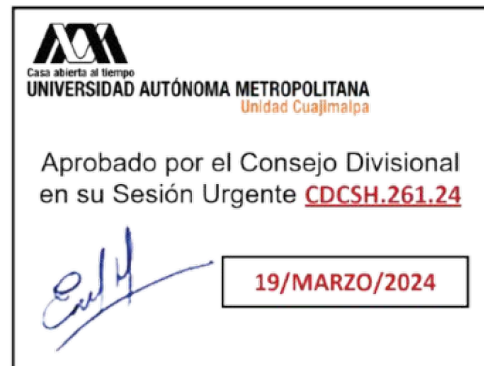 Casa abierta al tiempo
UNIVERSIDAD AUTÓNOMA METROPOLITANA
Unidad Cuajimalpa
Aprobado por el Consejo Divisional
en su Sesión Urgente CDCSH.261.24
19/MARZO/2024